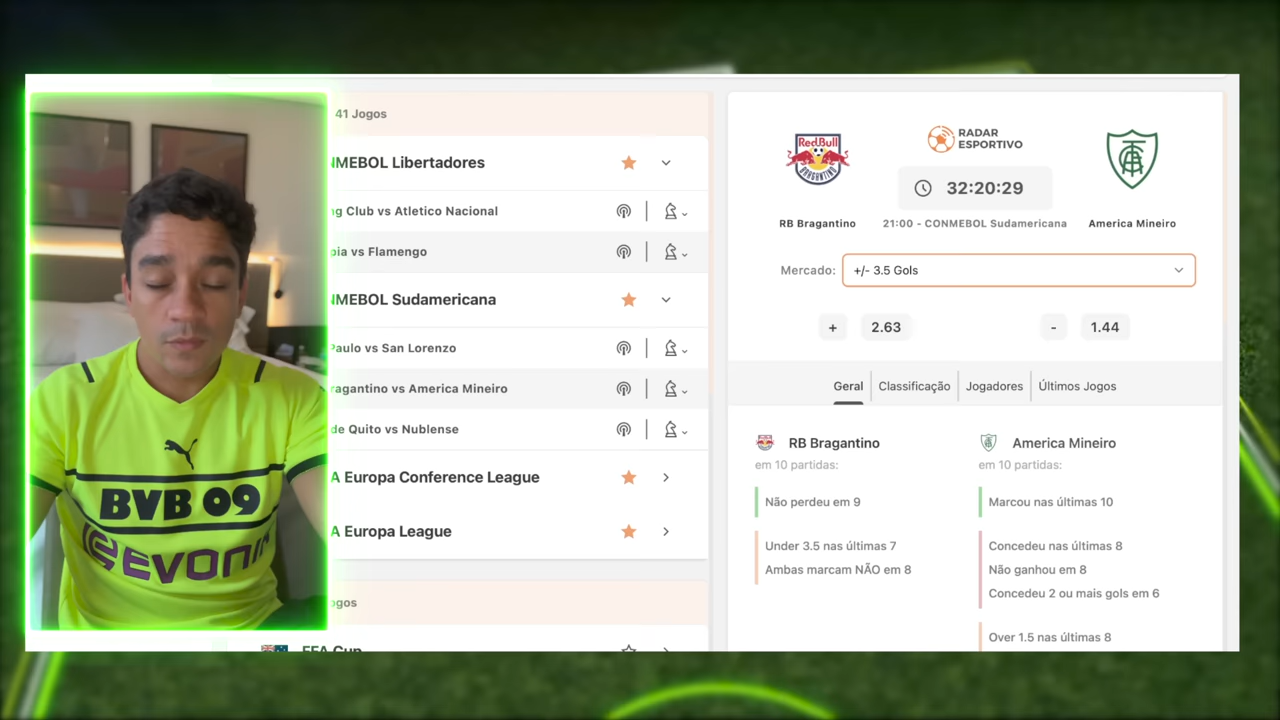 41 Jogos
NMEBOL Libertadores
ng Club vs Atletico Nacional
pia vs Flamengo
NMEBOL Sudamericana
Paulo vs San Lorenzo
ragantino vs America Mineiro
de Quito vs Nublense
A Europa Conference League
A Europa League
ogos
FFA Cup
BVB 09
EVONIK
RedBull
BRAGANTINO
RADAR
ESPORTIVO
32:20:29
RB Bragantino
21:00 - CONMEBOL Sudamericana
America Mineiro
Mercado:
+/- 3.5 Gols
+ 2.63
- 1.44
Geral
Classificação
Jogadores
Últimos Jogos
RB Bragantino
em 10 partidas:
Não perdeu em 9
Under 3.5 nas últimas 7
Ambas marcam NÃO em 8
America Mineiro
em 10 partidas:
Marcou nas últimas 10
Concedeu nas últimas 8
Não ganhou em 8
Concedeu 2 ou mais gols em 6
Over 1.5 nas últimas 8